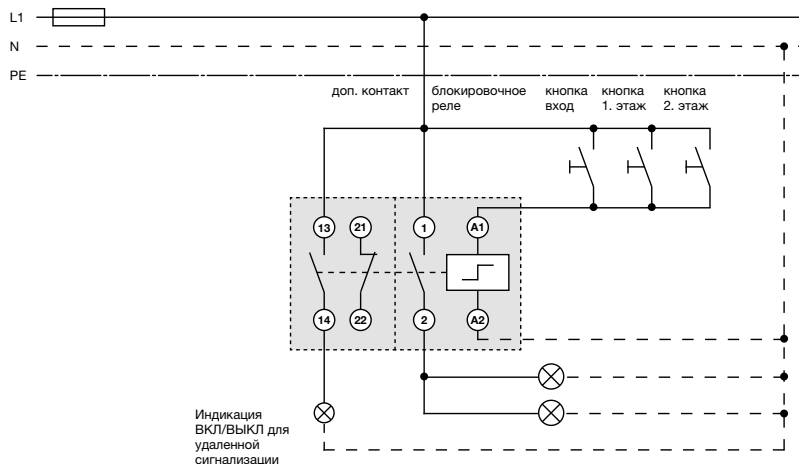 L1
N
PE
доп. контакт
блокировочное
реле
кнопка
вход
кнопка
1. этаж
кнопка
2. этаж
13
21
1
A1
14
22
2
A2
Индикация
ВКЛ/ВЫКЛ для
удаленной
сигнализации